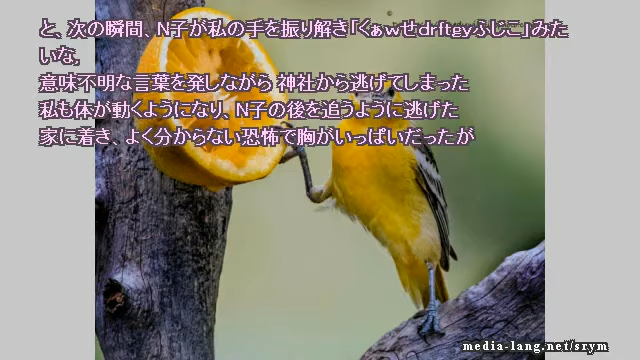 と、次の瞬間、N子が私の手を振り解き「くぁwせdrftgyふじこ」みた
いな,
意味不明な言葉を発しながら 神社から逃げてしまった
私も体が動くようになり、N子の後を追うように逃げた
家に着き、よく分からない恐怖で胸がいっぱいだったが
media-lang.net/srym